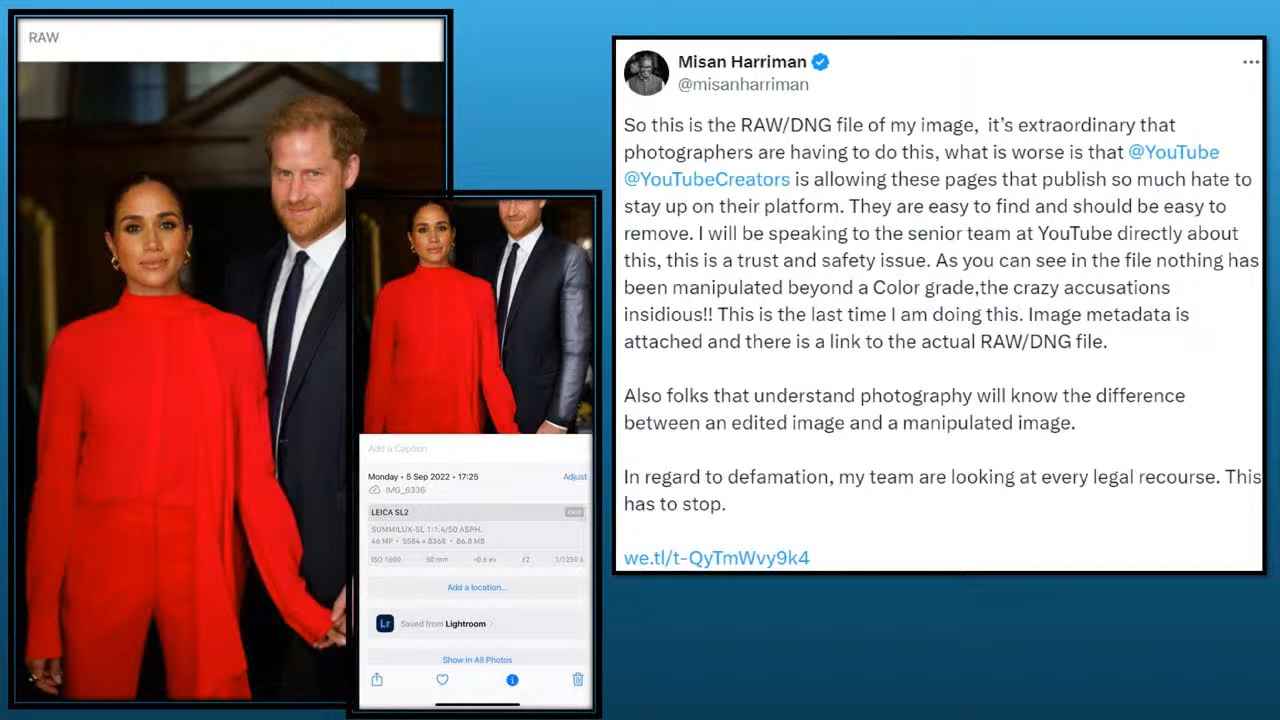 RAW
Add a Caption
Monday • 5 Sep 2022 • 17:25
Adjust
IMG_6336
LEICA SL2
RAW
SUMMILUX-SL 1:1.4/50 ASPH.
46 MP • 5584 x 8368 • 86.8 MB
ISO 1600 50 mm -0.6 ev ƒ2 1/1250 s
Add a location...
Lr Saved from Lightroom >
Show in All Photos
Misan Harriman
@misanharriman
So this is the RAW/DNG file of my image, it's extraordinary that
photographers are having to do this, what is worse is that @YouTube
@YouTubeCreators is allowing these pages that publish so much hate to
stay up on their platform. They are easy to find and should be easy to
remove. I will be speaking to the senior team at YouTube directly about
this, this is a trust and safety issue. As you can see in the file nothing has
been manipulated beyond a Color grade,the crazy accusations
insidious!! This is the last time I am doing this. Image metadata is
attached and there is a link to the actual RAW/DNG file.
Also folks that understand photography will know the difference
between an edited image and a manipulated image.
In regard to defamation, my team are looking at every legal recourse. This
has to stop.
we.tl/t-QyTmWvy9k4